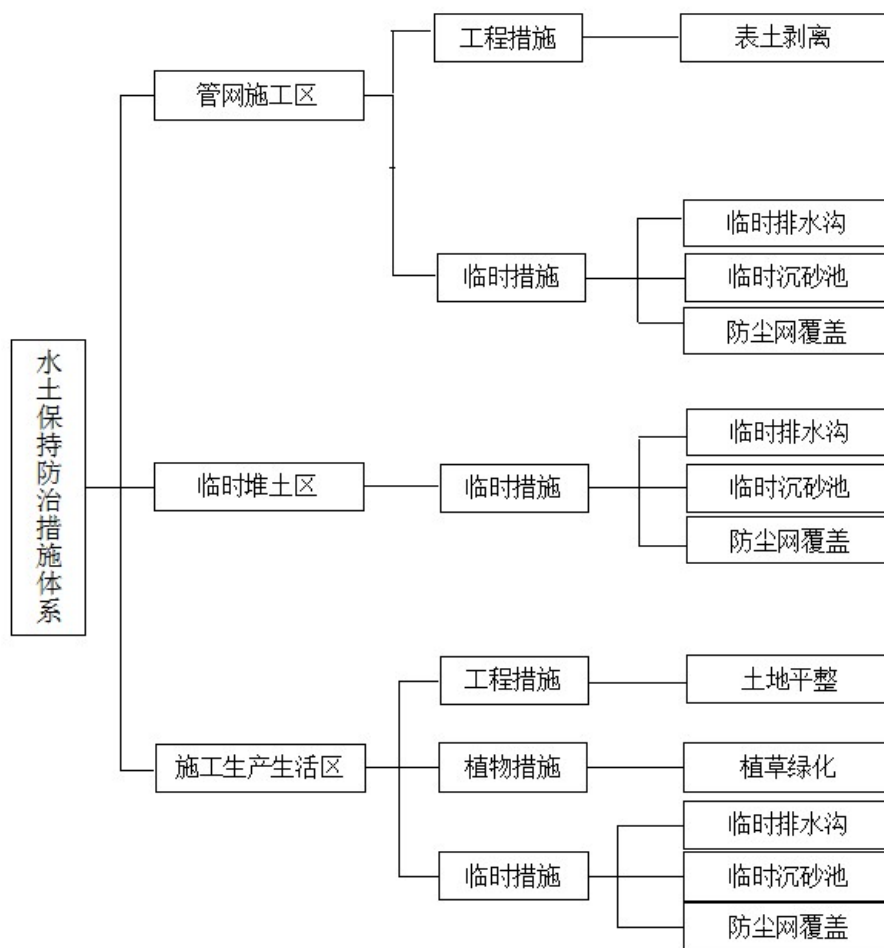 水土保持防治措施体系
管网施工区
工程措施
表土剥离
临时措施
临时排水沟
临时沉砂池
防尘网覆盖
临时堆土区
临时措施
临时排水沟
临时沉砂池
防尘网覆盖
施工生产生活区
工程措施
土地平整
植物措施
植草绿化
临时措施
临时排水沟
临时沉砂池
防尘网覆盖